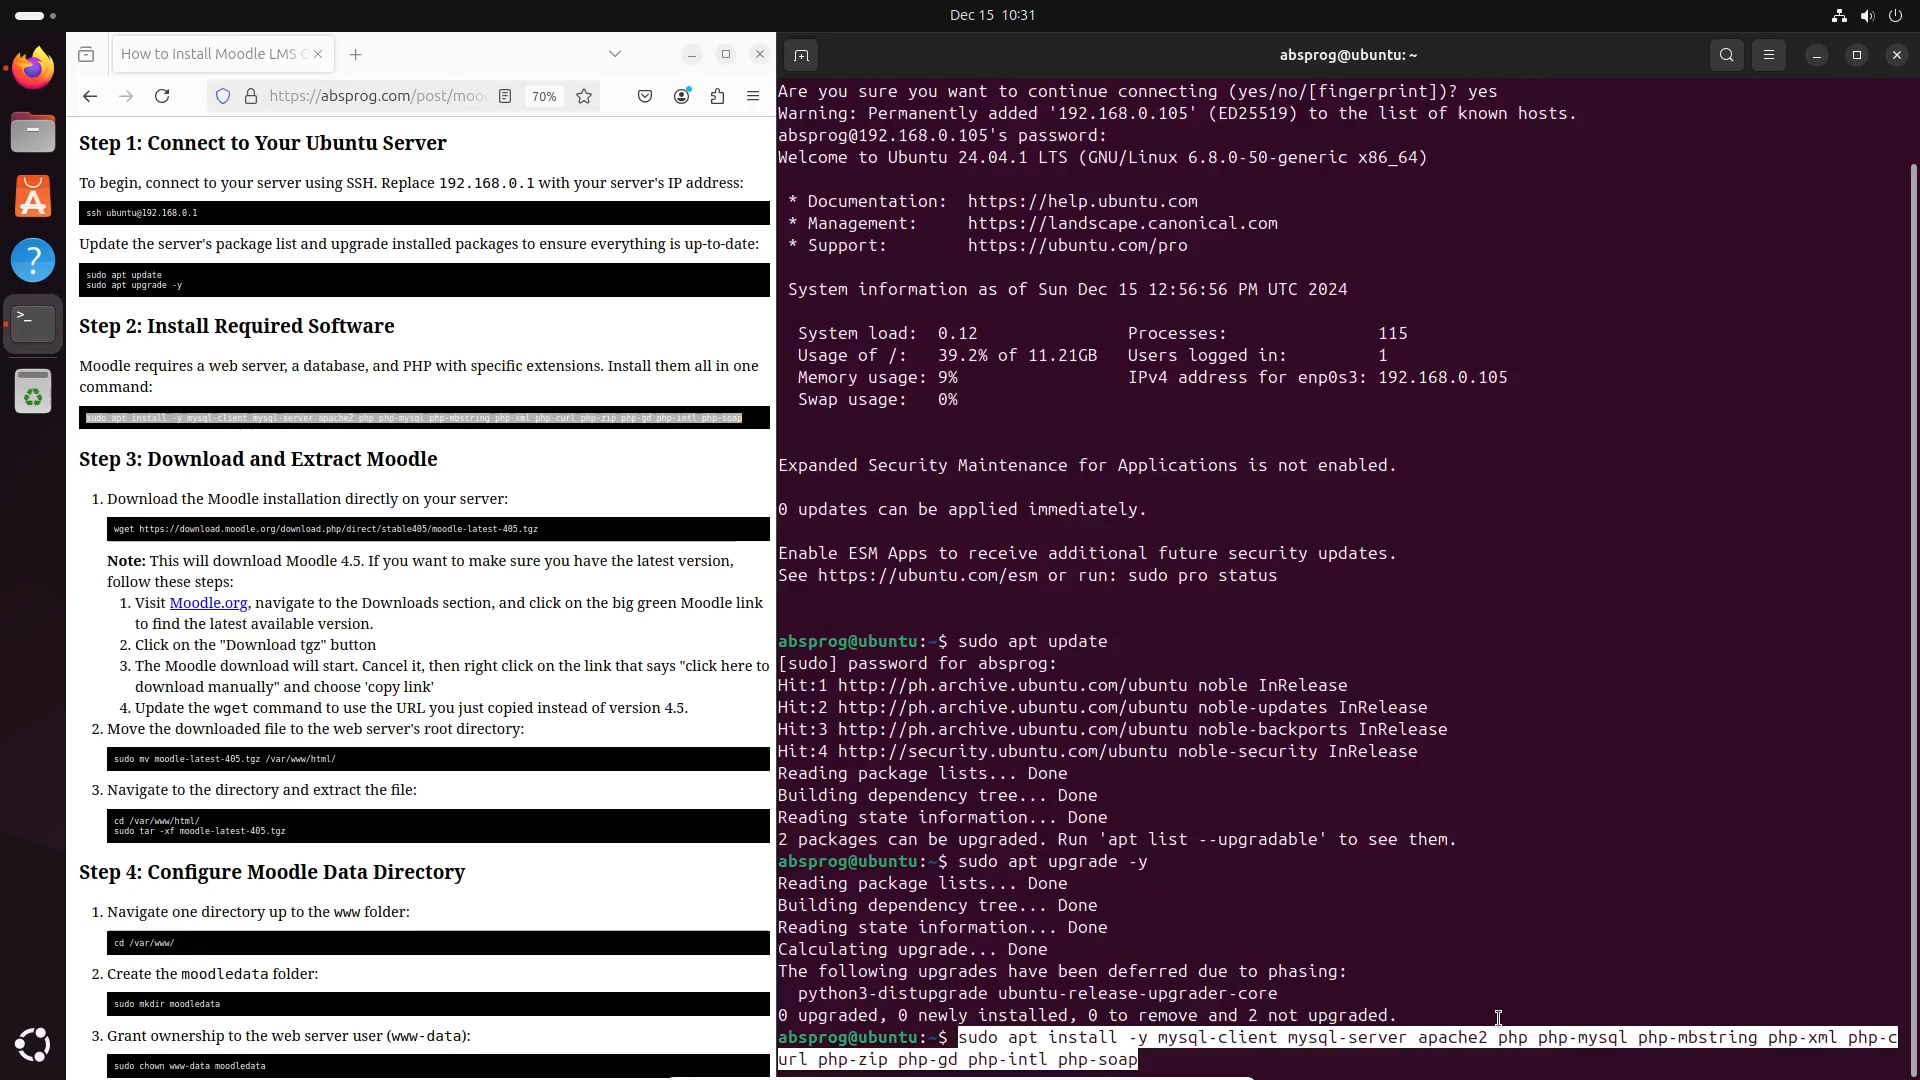 Dec 15 10:31
How to Install Moodle LMS
https://absprog.com/post/moo
70%
Step 1: Connect to Your Ubuntu Server
To begin, connect to your server using SSH. Replace 192.168.0.1 with your server's IP address:
ssh ubuntu@192.168.0.1
Update the server's package list and upgrade installed packages to ensure everything is up-to-date:
sudo apt update
sudo apt upgrade -y
Step 2: Install Required Software
Moodle requires a web server, a database, and PHP with specific extensions. Install them all in one
command:
sudo apt install -y mysql-client mysql-server apache2 php php-mysql php-mbstring php-xml php-curl php-zip php-gd php-intl php-soap
Step 3: Download and Extract Moodle
1. Download the Moodle installation directly on your server:
wget https://download.moodle.org/download.php/direct/stable405/moodle-latest-405.tgz
Note: This will download Moodle 4.5. If you want to make sure you have the latest version,
follow these steps:
1. Visit Moodle.org, navigate to the Downloads section, and click on the big green Moodle link
to find the latest available version.
2. Click on the "Download tgz" button
3. The Moodle download will start. Cancel it, then right click on the link that says "click here to
download manually" and choose 'copy link'
4. Update the wget command to use the URL you just copied instead of version 4.5.
2. Move the downloaded file to the web server's root directory:
sudo mv moodle-latest-405.tgz /var/www/html/
3. Navigate to the directory and extract the file:
cd /var/www/html/
sudo tar -xf moodle-latest-405.tgz
Step 4: Configure Moodle Data Directory
1. Navigate one directory up to the www folder:
cd /var/www/
2. Create the moodledata folder:
sudo mkdir moodledata
3. Grant ownership to the web server user (www-data):
sudo chown www-data moodledata
absprog@ubuntu: ~
Are you sure you want to continue connecting (yes/no/[fingerprint])? yes
Warning: Permanently added '192.168.0.105' (ED25519) to the list of known hosts.
absprog@192.168.0.105's password:
Welcome to Ubuntu 24.04.1 LTS (GNU/Linux 6.8.0-50-generic x86_64)
* Documentation: https://help.ubuntu.com
* Management: https://landscape.canonical.com
* Support: https://ubuntu.com/pro
System information as of Sun Dec 15 12:56:56 PM UTC 2024
System load: 0.12 Processes: 115
Usage of /: 39.2% of 11.21GB Users logged in: 1
Memory usage: 9% IPv4 address for enp0s3: 192.168.0.105
Swap usage: 0%
Expanded Security Maintenance for Applications is not enabled.
0 updates can be applied immediately.
Enable ESM Apps to receive additional future security updates.
See https://ubuntu.com/esm or run: sudo pro status
absprog@ubuntu:~$ sudo apt update
[sudo] password for absprog:
Hit:1 http://ph.archive.ubuntu.com/ubuntu noble InRelease
Hit:2 http://ph.archive.ubuntu.com/ubuntu noble-updates InRelease
Hit:3 http://ph.archive.ubuntu.com/ubuntu noble-backports InRelease
Hit:4 http://security.ubuntu.com/ubuntu noble-security InRelease
Reading package lists... Done
Building dependency tree... Done
Reading state information... Done
2 packages can be upgraded. Run 'apt list --upgradable' to see them.
absprog@ubuntu:~$ sudo apt upgrade -y
Reading package lists... Done
Building dependency tree... Done
Reading state information... Done
Calculating upgrade... Done
The following upgrades have been deferred due to phasing:
python3-distupgrade ubuntu-release-upgrader-core
0 upgraded, 0 newly installed, 0 to remove and 2 not upgraded.
absprog@ubuntu:~$ sudo apt install -y mysql-client mysql-server apache2 php php-mysql php-mbstring php-xml php-c
url php-zip php-gd php-intl php-soap